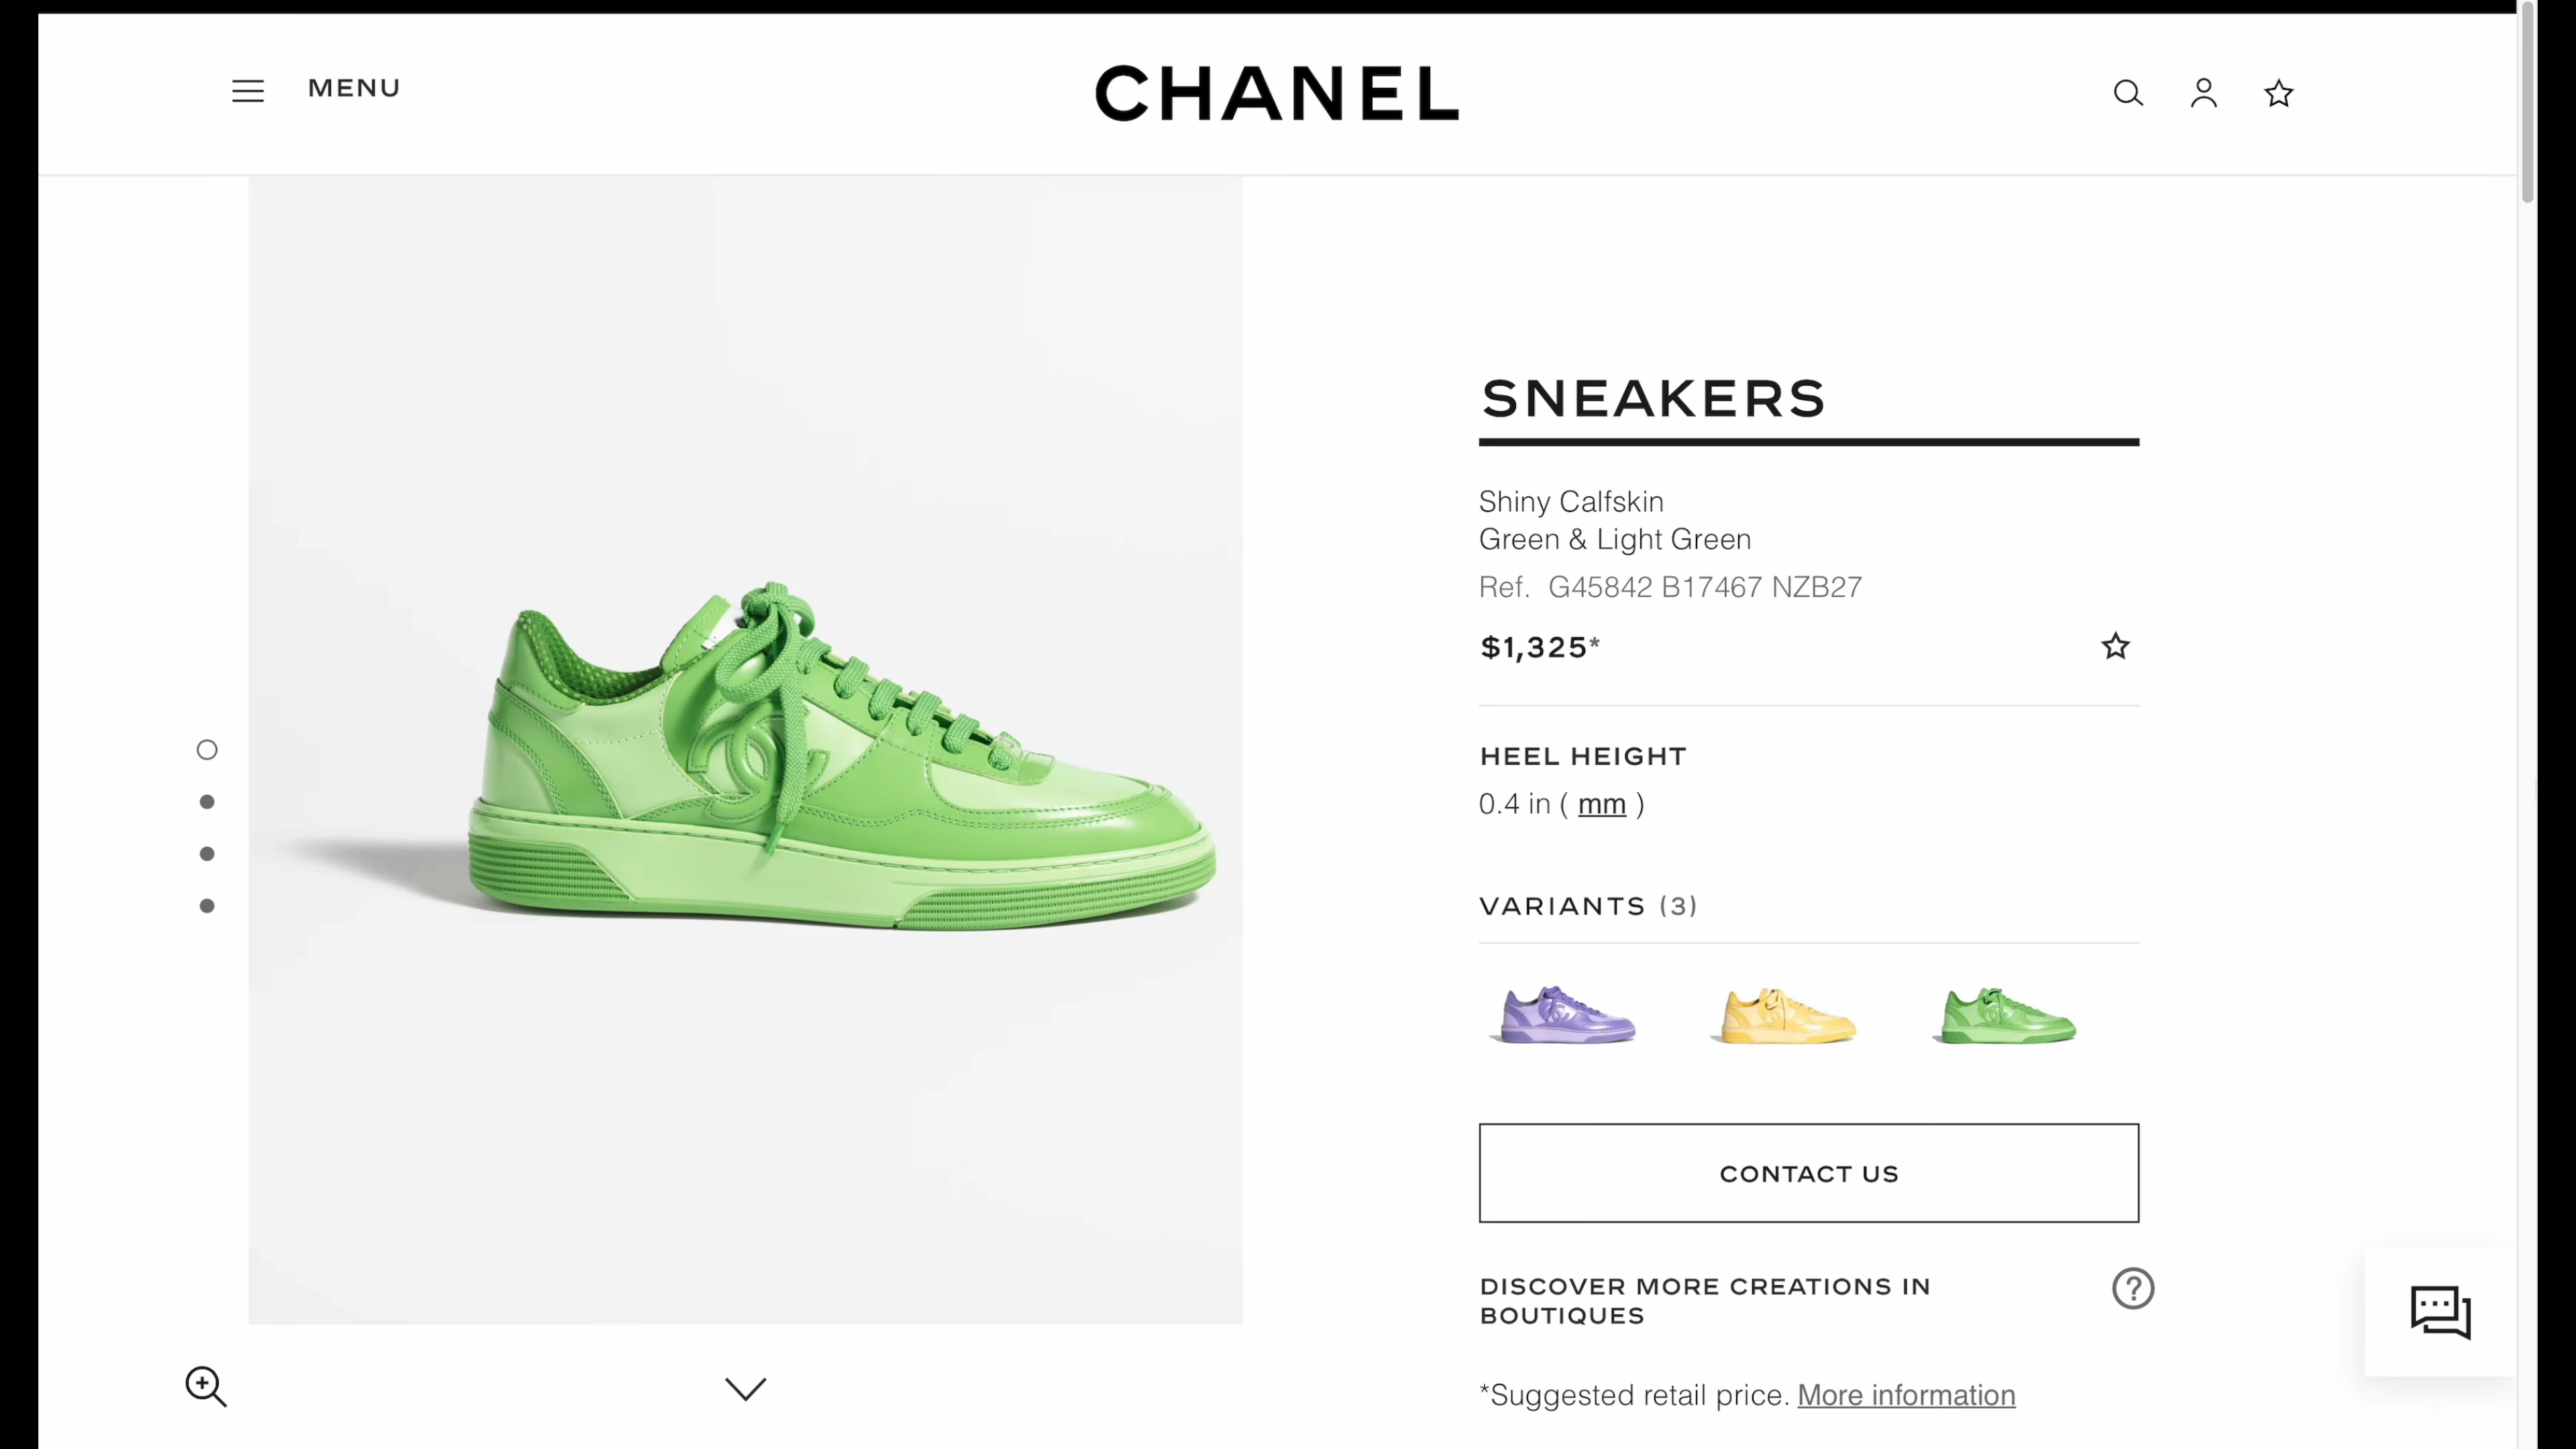 MENU
CHANEL
SNEAKERS
Shiny Calfskin
Green & Light Green
Ref. G45842 B17467 NZB27
$1,325*
HEEL HEIGHT
0.4 in ( mm )
VARIANTS (3)
CONTACT US
DISCOVER MORE CREATIONS IN
BOUTIQUES
*Suggested retail price. More information